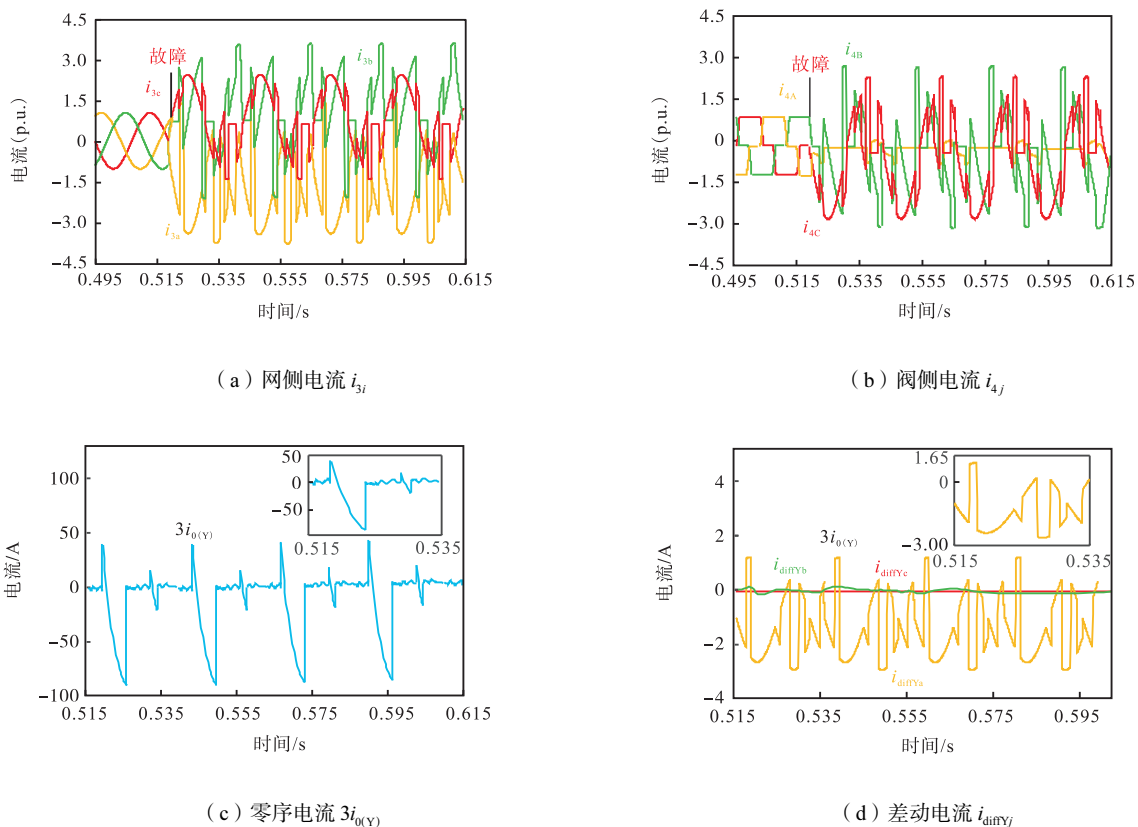 4.5
3.0
1.5
0
−1.5
−3.0
−4.5
电流(p.u.)
故障
i3c
i3b
i3a
0.495 0.515 0.535 0.555 0.575 0.595 0.615
时间/s
(a)网侧电流 i3i
4.5
3.0
1.5
0
−1.5
−3.0
−4.5
电流(p.u.)
i4B
故障
i4A
i4C
0.495 0.515 0.535 0.555 0.575 0.595 0.615
时间/s
(b)阀侧电流 i4j
100
50
0
−50
−100
电流/A
3i0(Y)
50
0
−50
0.515 0.535
0.515 0.535 0.555 0.575 0.595 0.615
时间/s
(c)零序电流 3i0(Y)
4
2
0
−2
4
电流/A
1.65
0
−3.00
0.515 0.535
3i0(Y)
idiffYb
idiffYc
idiffYa
0.515 0.535 0.555 0.575 0.595
时间/s
(d)差动电流 idiffYj